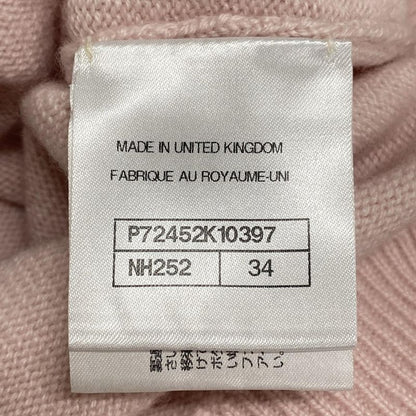 MADE IN UNITED KINGDOM
FABRIQUE AU ROYAUME-UNI
P72452K10397
NH252 34